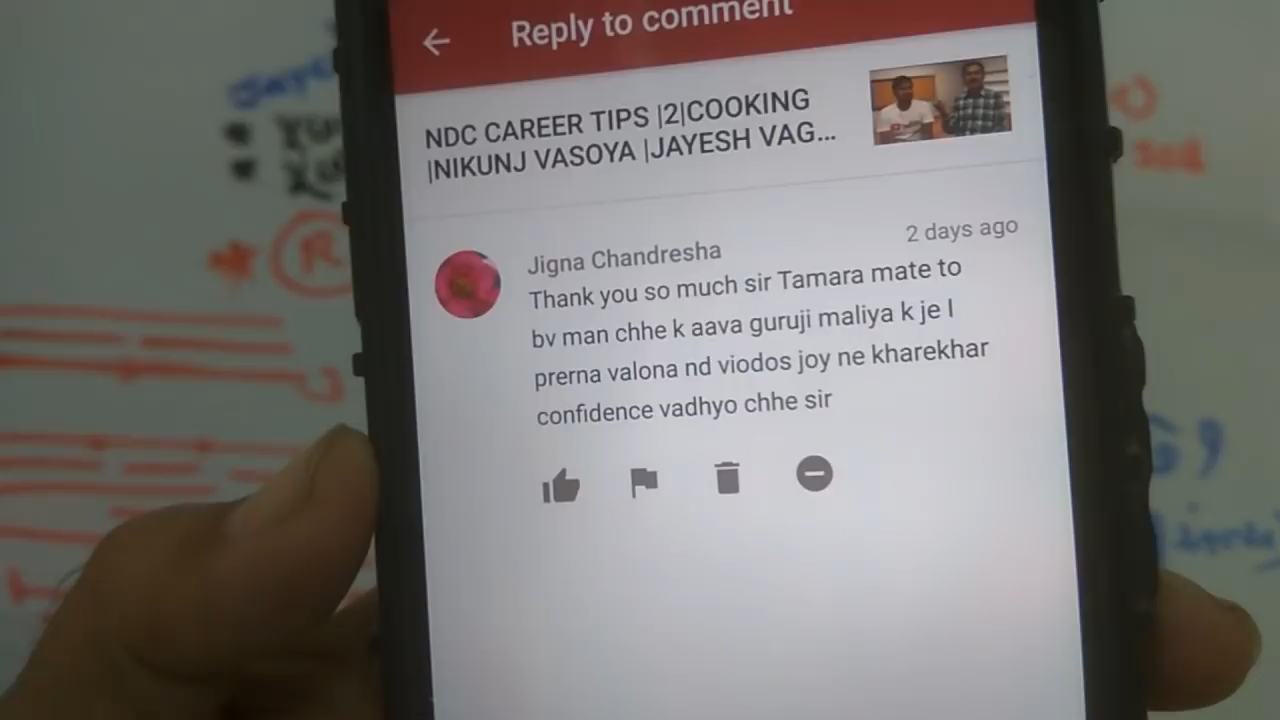 Reply to comment
NDC CAREER TIPS |2|COOKING
|NIKUNJ VASOYA |JAYESH VAG...
Jigna Chandresha
2 days ago
Thank you so much sir Tamara mate to
bv man chhe k aava guruji maliya k je I
prerna valona nd viodos joy ne kharekhar
confidence vadhyo chhe sir
R